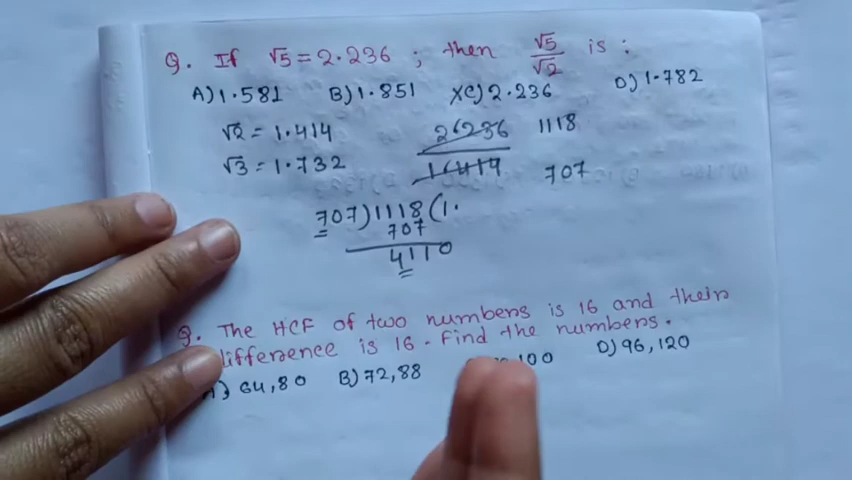 Q. If √5 = 2.236 ; then √5/√2 is :
A) 1.581 B) 1.851 XC) 2.236 D) 1.782
√2 = 1.414 2.236 1118
√3 = 1.732 1.414 707
707) 1118 (1.
707
4110
Q. The HCF of two numbers is 16 and their
difference is 16. Find the numbers.
A) 64,80 B) 72,88 100 D) 96,120